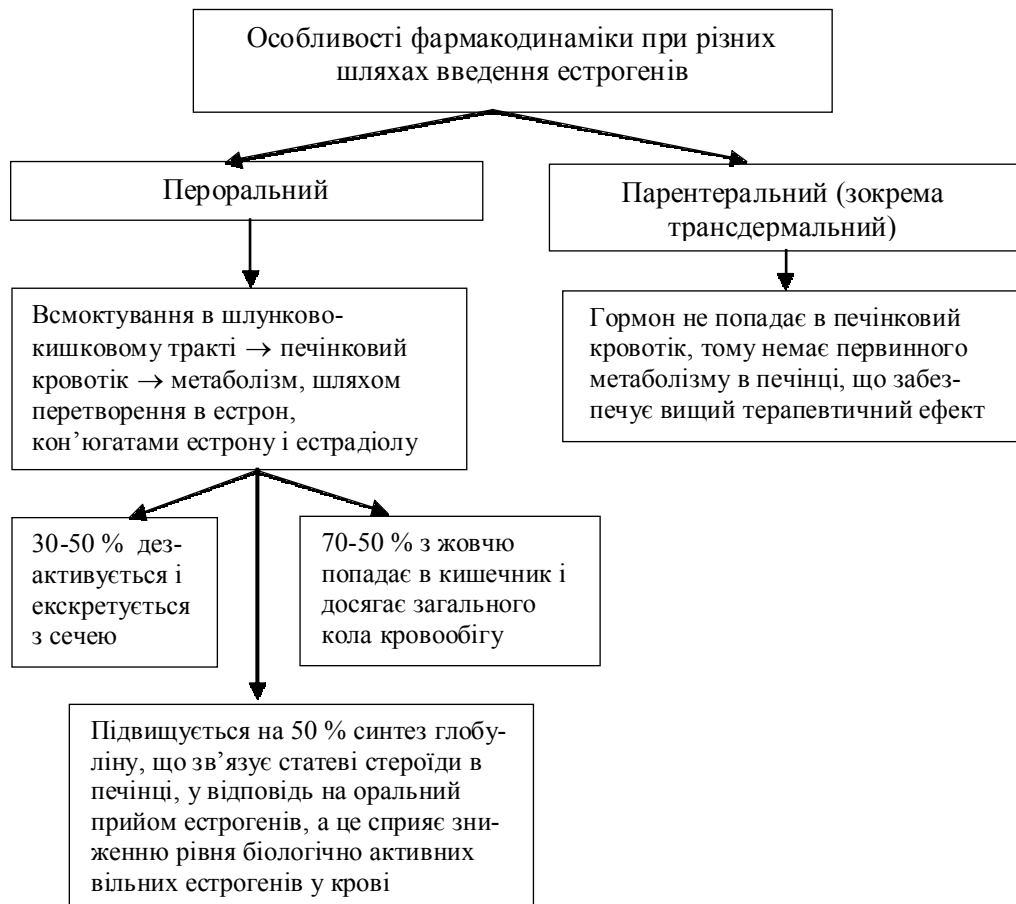 Особливості фармакодинаміки при різних
шляхах введення естрогенів
Пероральний
Парентеральний (зокрема
трансдермальний)
Всмоктування в шлунково-
кишковому тракті → печінковий
кровотік → метаболізм, шляхом
перетворення в естрон,
кон’югатами естрону і естрадіолу
Гормон не попадає в печінковий
кровотік, тому немає первинного
метаболізму в печінці, що забез-
печує вищий терапевтичний ефект
30-50 % дез-
активується і
екскретується
з сечею
70-50 % з жовчю
попадає в кишечник і
досягає загального
кола кровообігу
Підвищується на 50 % синтез глобу-
ліну, що зв’язує статеві стероїди в
печінці, у відповідь на оральний
прийом естрогенів, а це сприяє зни-
женню рівня біологічно активних
вільних естрогенів у крові